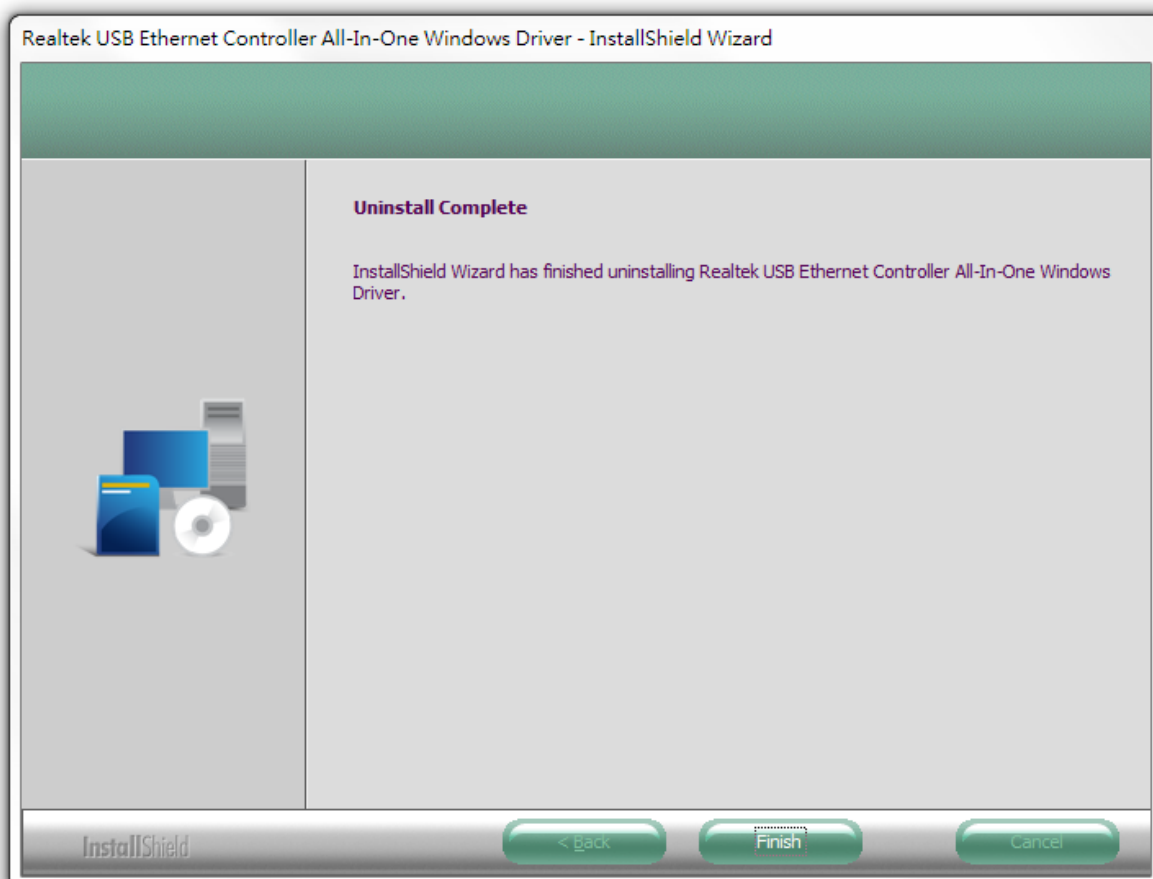 Realtek USB Ethernet Controller All-In-One Windows Driver - InstallShield Wizard
Uninstall Complete
InstallShield Wizard has finished uninstalling Realtek USB Ethernet Controller All-In-One Windows
Driver.
InstallShield
< Back
Finish
Cancel